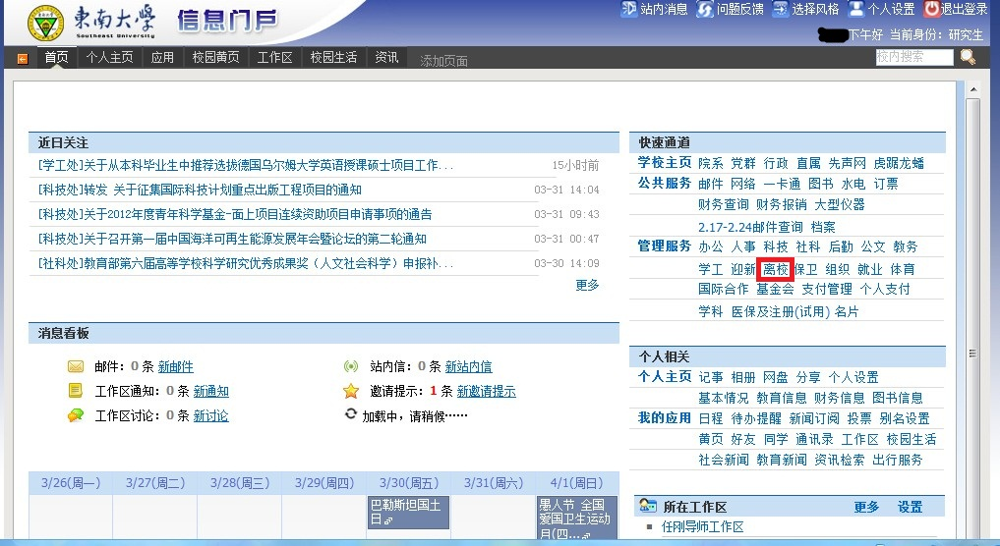 東南大學 信息门户
Southeast University
站内消息 问题反馈 选择风格 个人设置 退出登录
下午好 当前身份：研究生
首页 个人主页 应用 校园黄页 工作区 校园生活 资讯 添加页面
校内搜索
近日关注
[学工处]关于从本科毕业生中推荐选拔德国乌尔姆大学英语授课硕士项目工作... 15小时前
[科技处]转发 关于征集国际科技计划重点出版工程项目的通知 03-31 14:04
[科技处]关于2012年度青年科学基金-面上项目连续资助项目申请事项的通告 03-31 09:43
[科技处]关于召开第一届中国海洋可再生能源发展年会暨论坛的第二轮通知 03-31 00:47
[社科处]教育部第六届高等学校科学研究优秀成果奖（人文社会科学）申报补... 03-30 14:09
更多
消息看板
邮件：0 条 新邮件 站内信：0 条 新站内信
工作区通知：0 条 新通知 邀请提示：1 条 新邀请提示
工作区讨论：0 条 新讨论 加载中，请稍候……
3/26(周一) 3/27(周二) 3/28(周三) 3/29(周四) 3/30(周五) 3/31(周六) 4/1(周日)
巴勒斯坦国土
日
愚人节 全国
爱国卫生运动
月(四...
快速通道
学校主页 院系 党群 行政 直属 先声网 虎踞龙蟠
公共服务 邮件 网络 一卡通 图书 水电 订票
财务查询 财务报销 大型仪器
2.17-2.24邮件查询 档案
管理服务 办公 人事 科技 社科 后勤 公文 教务
学工 迎新 离校 保卫 组织 就业 体育
国际合作 基金会 支付管理 个人支付
学科 医保及注册(试用) 名片
个人相关
个人主页 记事 相册 网盘 分享 个人设置
基本情况 教育信息 财务信息 图书信息
我的应用 日程 待办提醒 新闻订阅 投票 别名设置
黄页 好友 同学 通讯录 工作区 校园生活
社会新闻 教育新闻 资讯检索 出行服务
所在工作区 更多 设置
任刚导师工作区